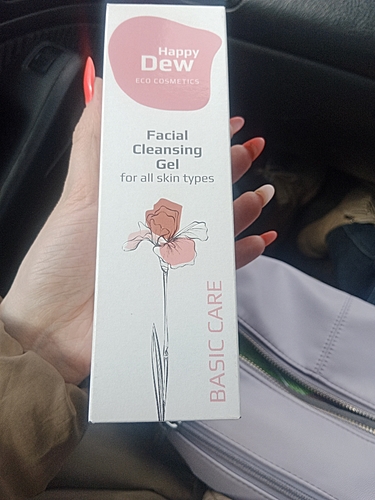 Happy
Dew
ECO COSMETICS
Facial
Cleansing
Gel
for all skin types
BASIC CARE